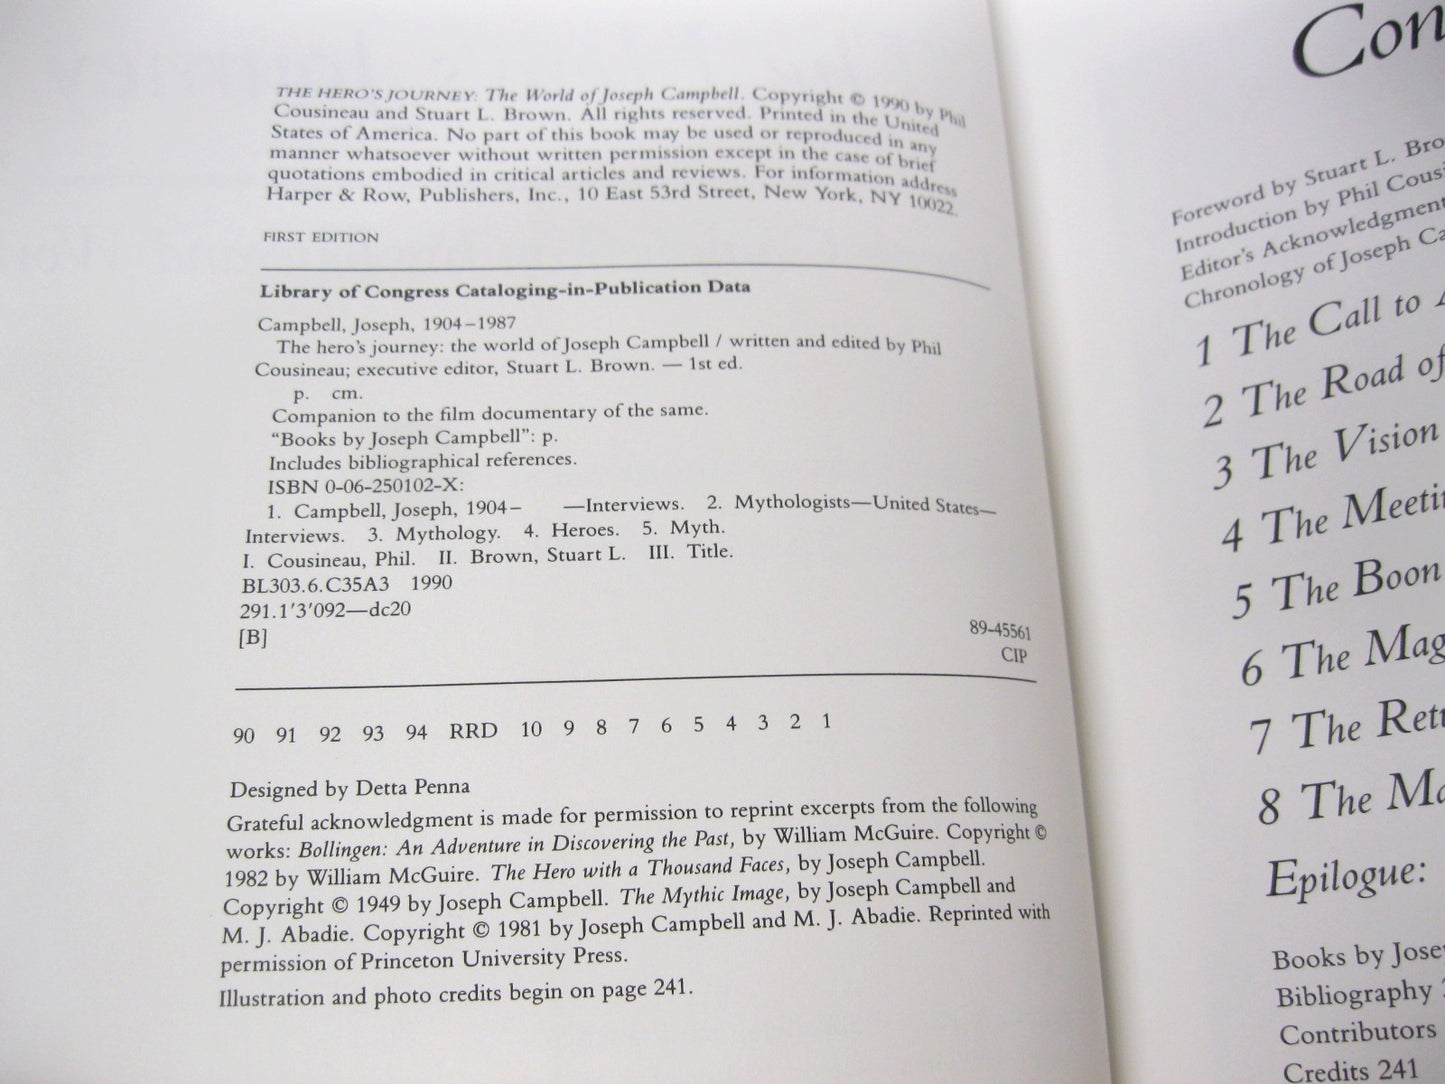 THE HERO'S JOURNEY: The World of Joseph Campbell. Copyright © 1990 by Phil
Cousineau and Stuart L. Brown. All rights reserved. Printed in the United
States of America. No part of this book may be used or reproduced in any
manner whatsoever without written permission except in the case of brief
quotations embodied in critical articles and reviews. For information address
Harper & Row, Publishers, Inc., 10 East 53rd Street, New York, NY 10022.
FIRST EDITION
Library of Congress Cataloging-in-Publication Data
Campbell, Joseph, 1904–1987
The hero's journey: the world of Joseph Campbell / written and edited by Phil
Cousineau; executive editor, Stuart L. Brown. — 1st ed.
p. cm.
Companion to the film documentary of the same.
"Books by Joseph Campbell": p.
Includes bibliographical references.
ISBN 0-06-250102-X:
1. Campbell, Joseph, 1904– —Interviews. 2. Mythologists—United States—
Interviews. 3. Mythology. 4. Heroes. 5. Myth.
I. Cousineau, Phil. II. Brown, Stuart L. III. Title.
BL303.6.C35A3 1990
291.1'3'092—dc20
[B]
89-45561
CIP
90 91 92 93 94 RRD 10 9 8 7 6 5 4 3 2 1
Designed by Detta Penna
Grateful acknowledgment is made for permission to reprint excerpts from the following
works: Bollingen: An Adventure in Discovering the Past, by William McGuire. Copyright ©
1982 by William McGuire. The Hero with a Thousand Faces, by Joseph Campbell.
Copyright © 1949 by Joseph Campbell. The Mythic Image, by Joseph Campbell and
M. J. Abadie. Copyright © 1981 by Joseph Campbell and M. J. Abadie. Reprinted with
permission of Princeton University Press.
Illustration and photo credits begin on page 241.
Con
Foreword by Stuart L. Bro
Introduction by Phil Cous
Editor's Acknowledgment
Chronology of Joseph Ca
1 The Call to
2 The Road of
3 The Vision
4 The Meeti
5 The Boon
6 The Mag
7 The Ret
8 The Ma
Epilogue:
Books by Jose
Bibliography
Contributors
Credits 241